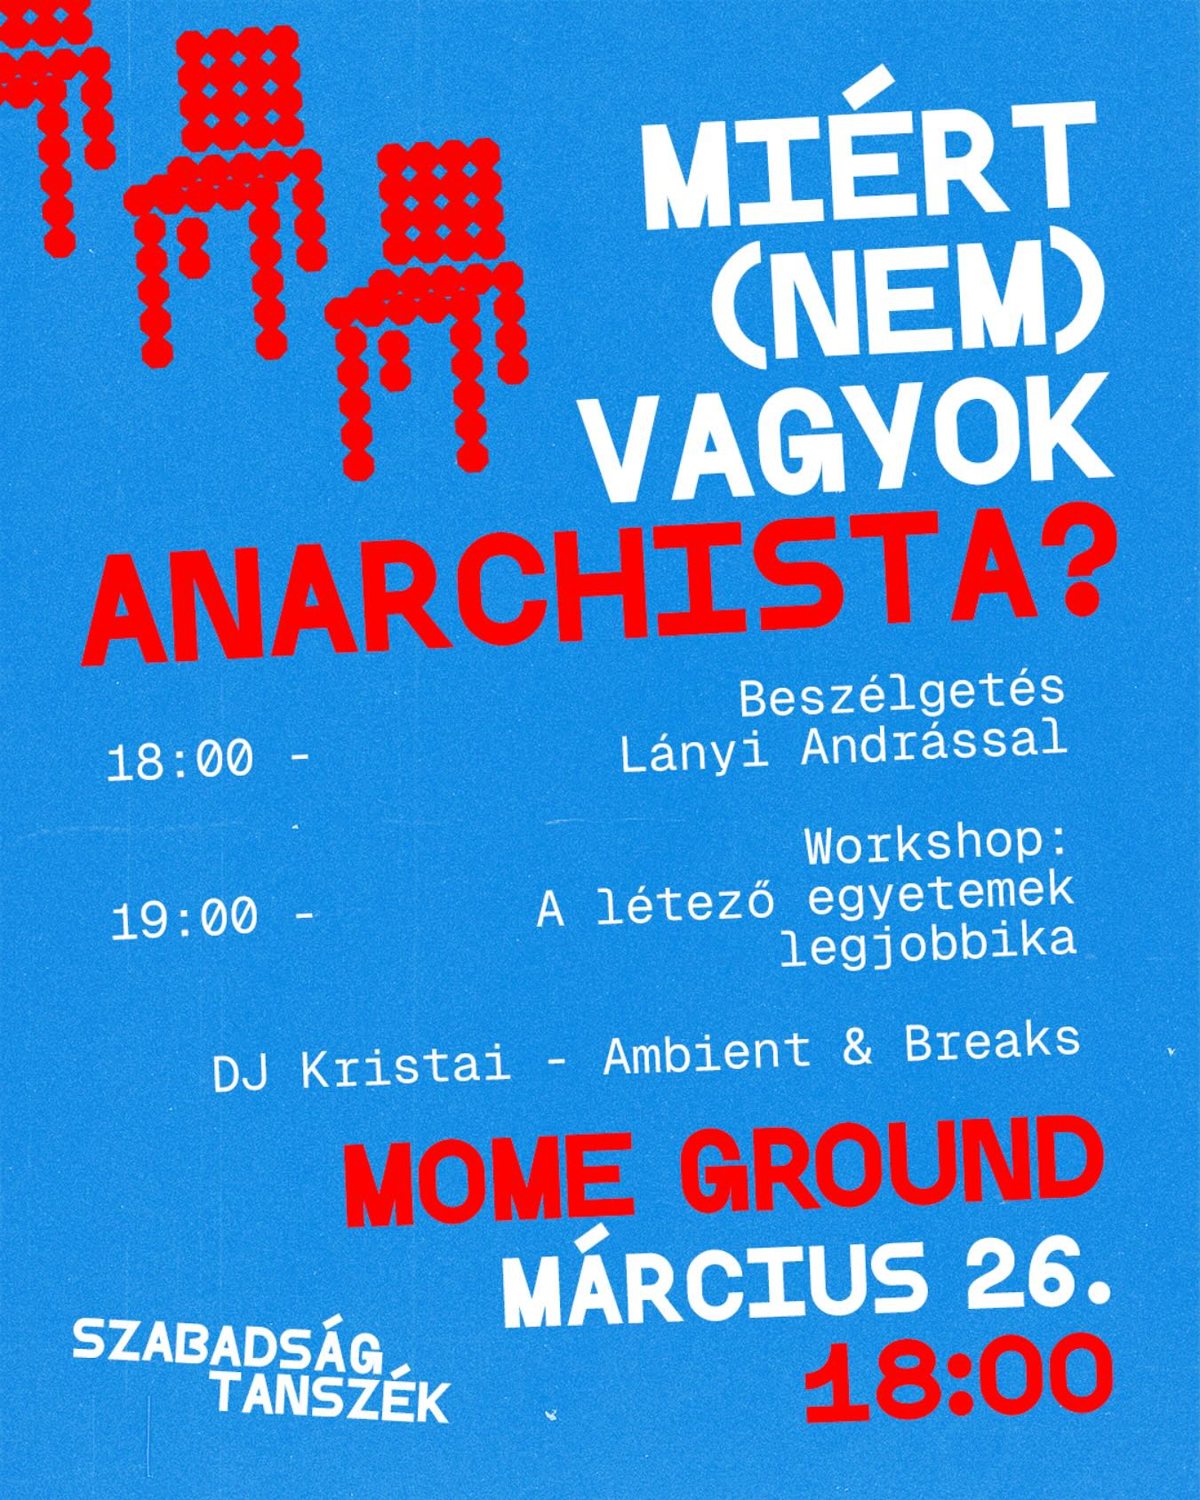 MIÉRT
(NEM)
VAGYOK
ANARCHISTA?
18:00 -
Beszélgetés
Lányi Andrással
19:00 -
Workshop:
A létező egyetemek
legjobbika
DJ Kristai - Ambient & Breaks
MOME GROUND
MÁRCIUS 26.
18:00
SZABADSÁG
TANSZÉK